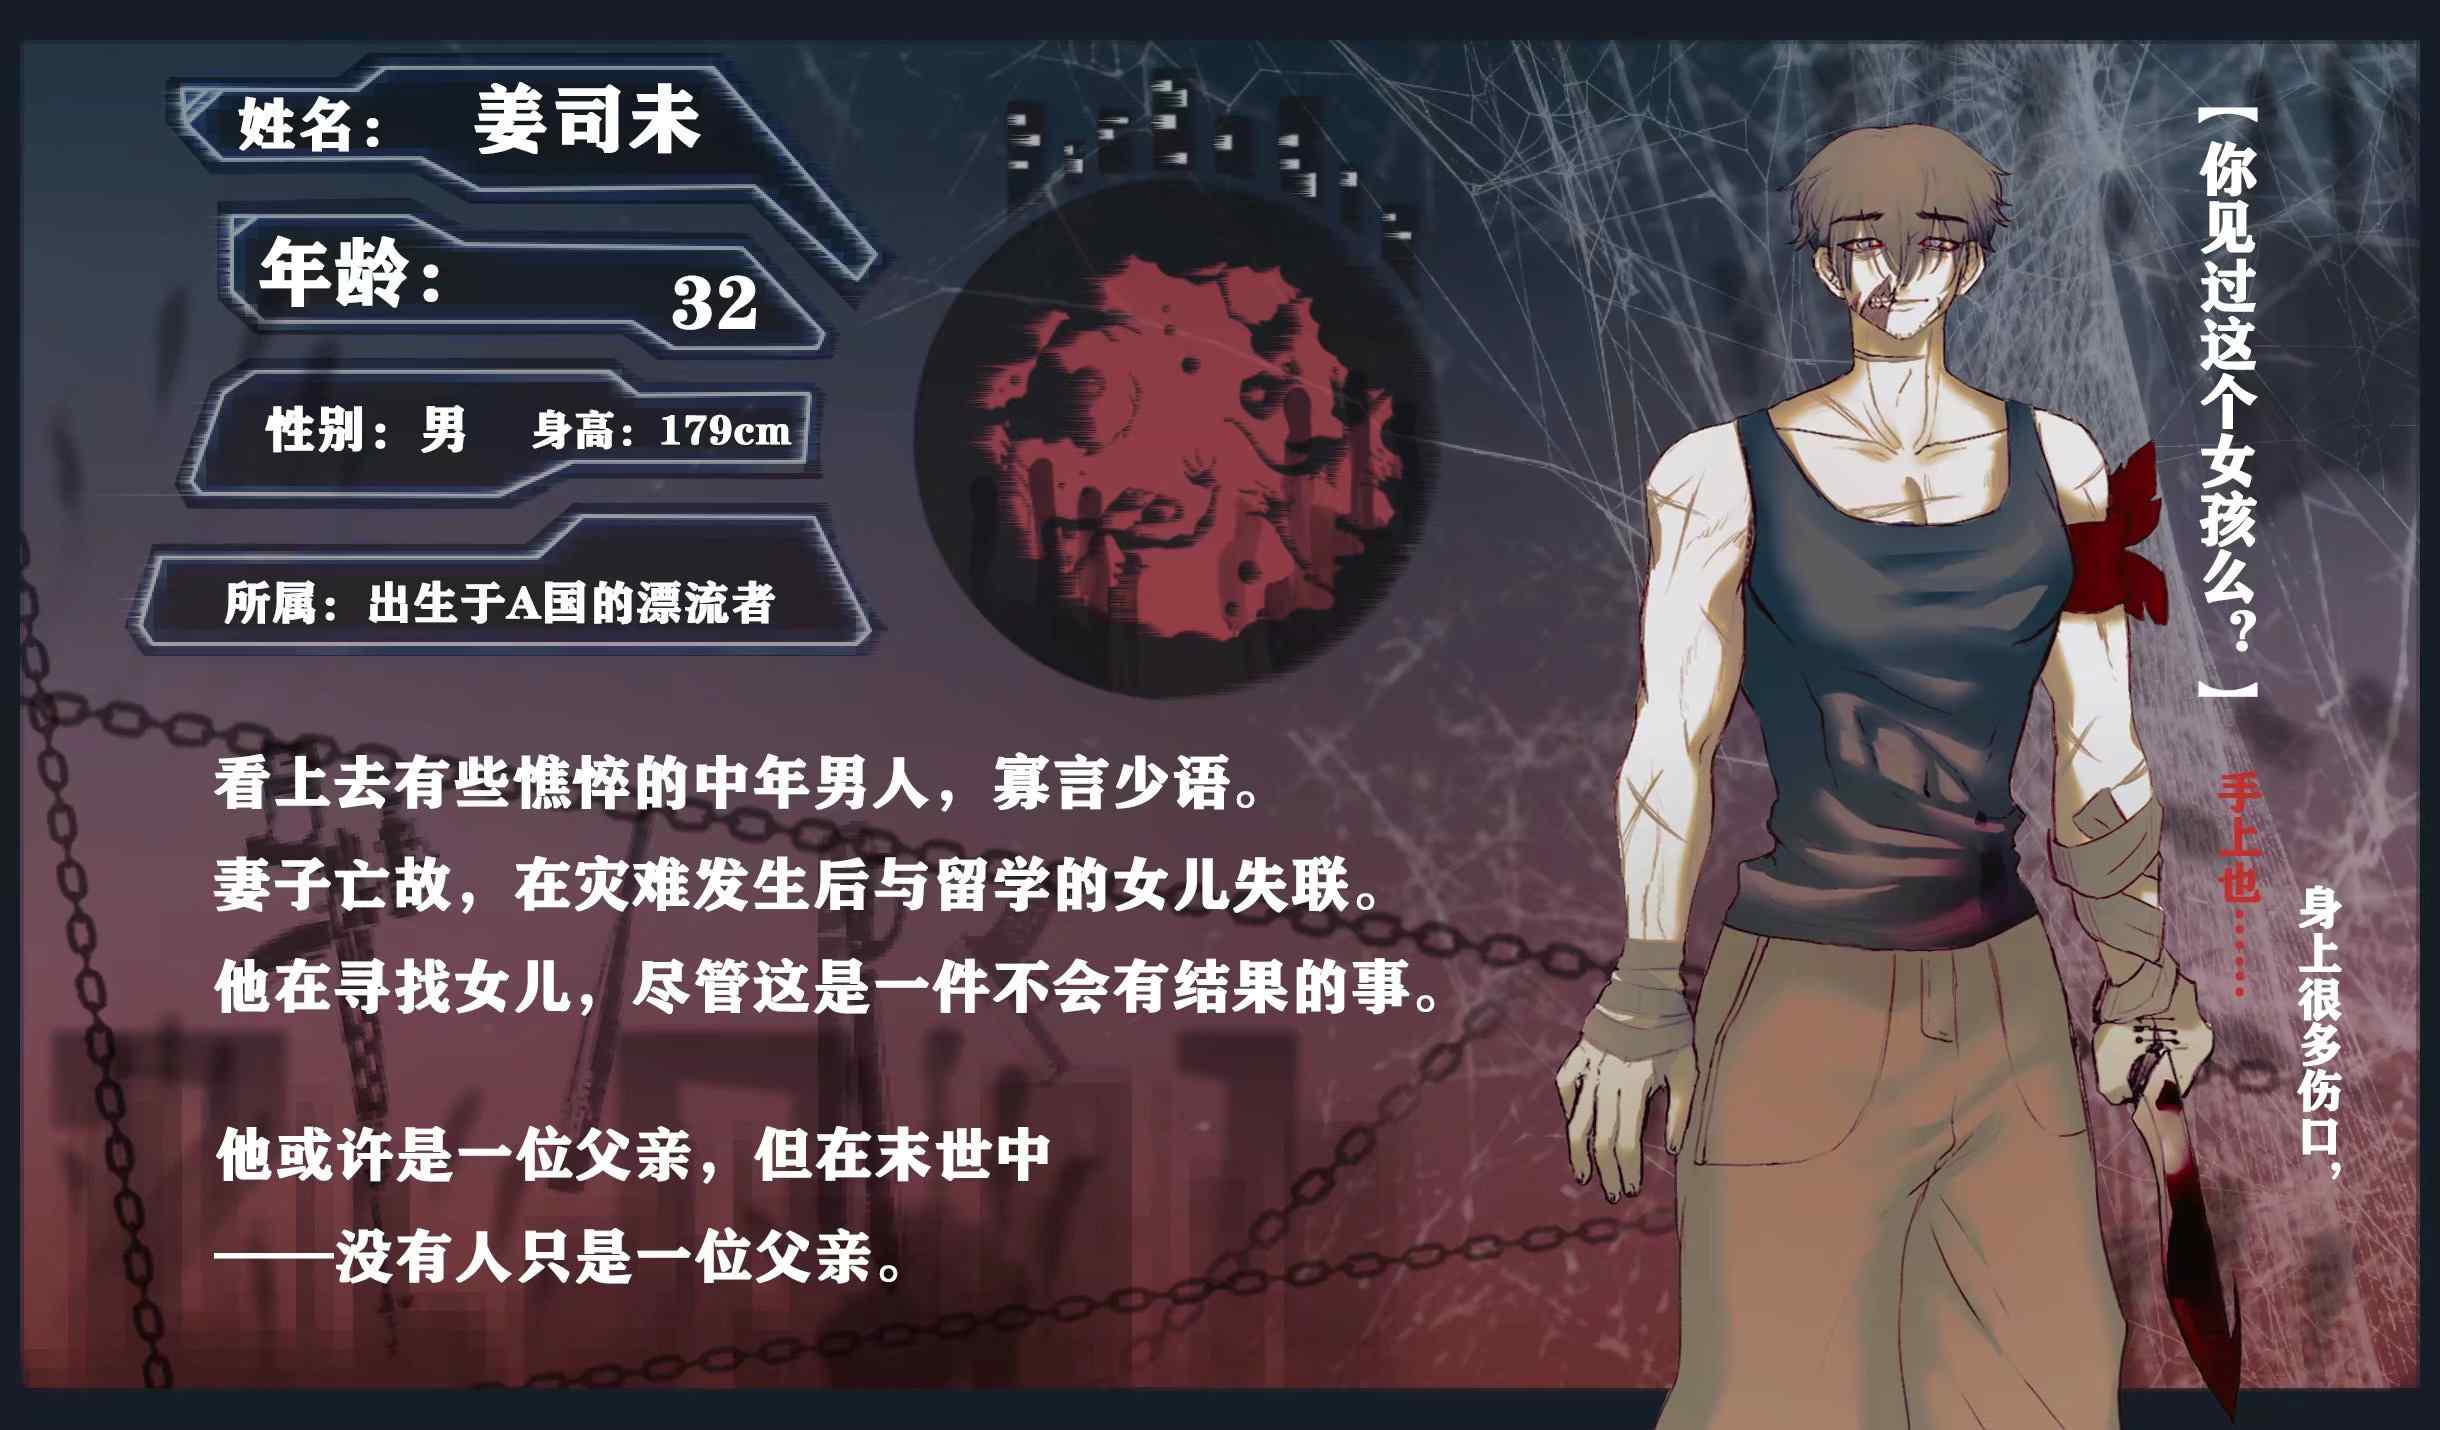 姓名： 姜司未
年龄： 32
性别：男 身高：179cm
所属：出生于A国的漂流者
看上去有些憔悴的中年男人，寡言少语。
妻子亡故，在灾难发生后与留学的女儿失联。
他在寻找女儿，尽管这是一件不会有结果的事。
他或许是一位父亲，但在末世中
——没有人只是一位父亲。
【你见过这个女孩么？】
身上很多伤口，
手上也……